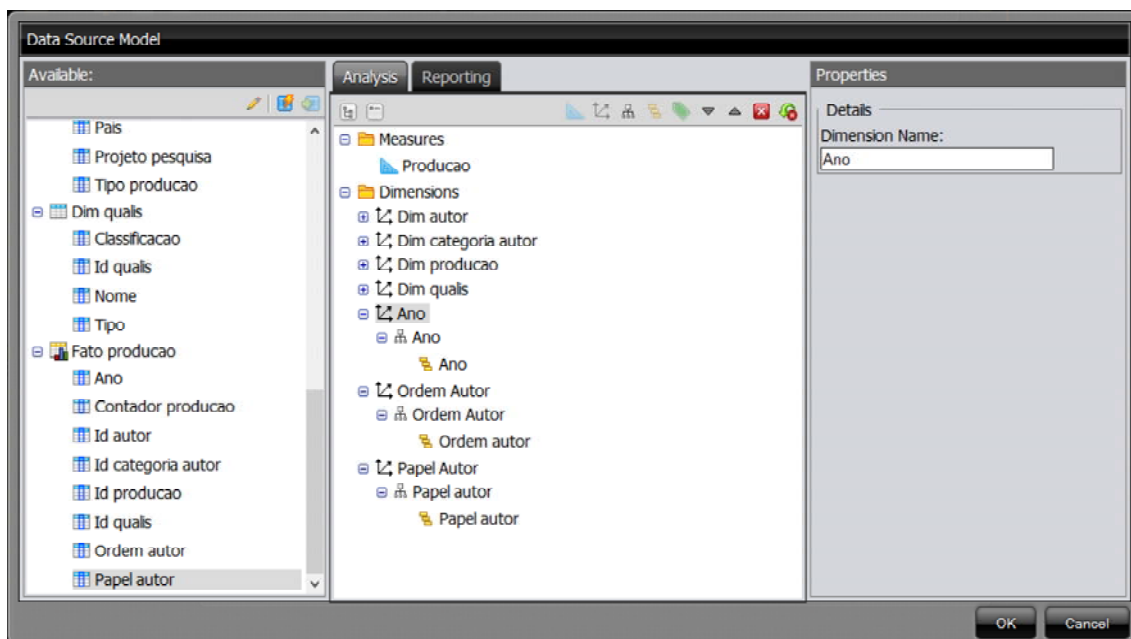 Data Source Model
Available:
Pais
Projeto pesquisa
Tipo producao
Dim qualis
Classificacao
Id qualis
Nome
Tipo
Fato producao
Ano
Contador producao
Id autor
Id categoria autor
Id producao
Id qualis
Ordem autor
Papel autor
Analysis
Reporting
Measures
Producao
Dimensions
Dim autor
Dim categoria autor
Dim producao
Dim qualis
Ano
Ano
Ano
Ordem Autor
Ordem Autor
Ordem autor
Papel Autor
Papel autor
Papel autor
Properties
Details
Dimension Name:
Ano
OK
Cancel